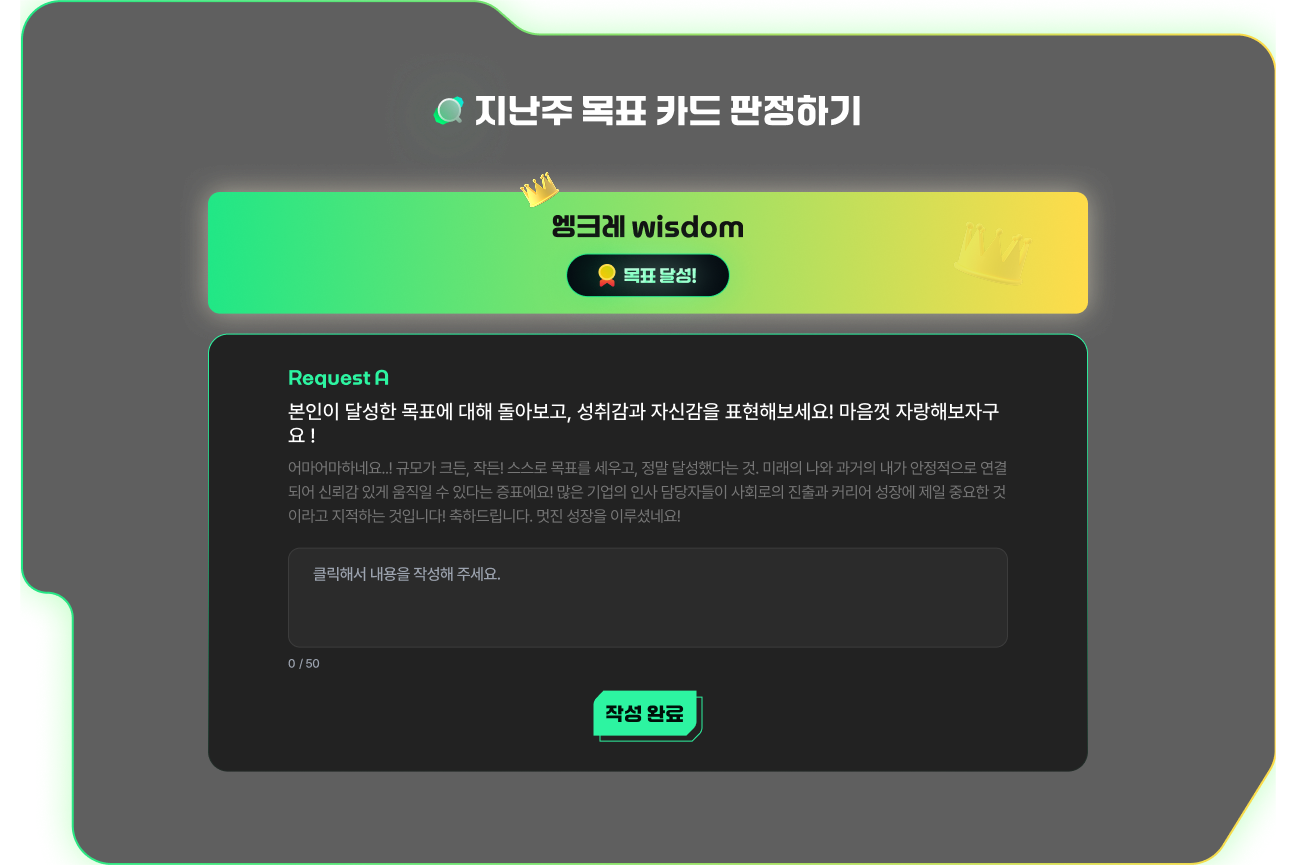 지난주 목표 카드 판정하기
엥크레 wisdom
목표 달성!
Request A
본인이 달성한 목표에 대해 돌아보고, 성취감과 자신감을 표현해보세요! 마음껏 자랑해보자구
요 !
어마어마하네요..! 규모가 크든, 작든! 스스로 목표를 세우고, 정말 달성했다는 것. 미래의 나와 과거의 내가 안정적으로 연결
되어 신뢰감 있게 움직일 수 있다는 증표에요! 많은 기업의 인사 담당자들이 사회로의 진출과 커리어 성장에 제일 중요한 것
이라고 지적하는 것입니다! 축하드립니다. 멋진 성장을 이루셨네요!
클릭해서 내용을 작성해 주세요.
0 / 50
작성 완료